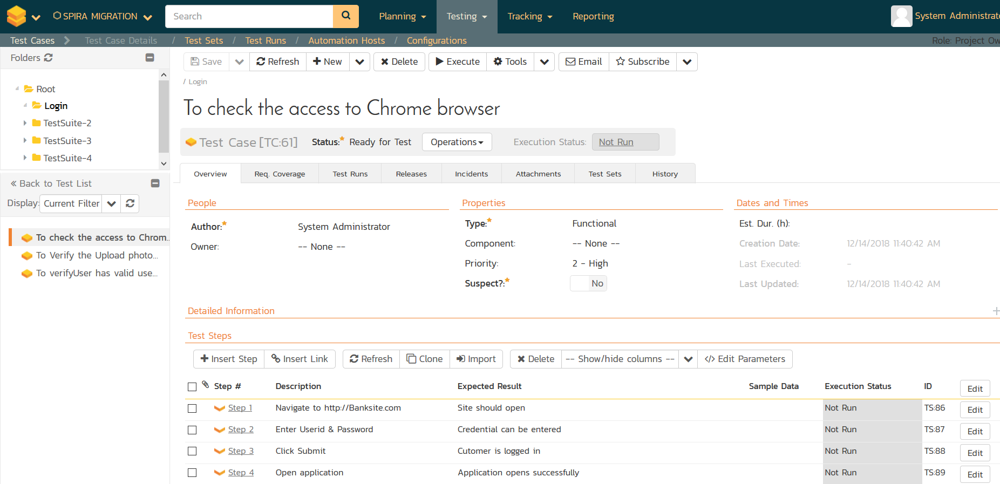 SPIRA MIGRATION
Search
Planning
Testing
Tracking
Reporting
System Administrato
Test Cases
Test Case Details
/ Test Sets / Test Runs / Automation Hosts / Configurations
Role: Project Ow
Folders
Root
Login
TestSuite-2
TestSuite-3
TestSuite-4
« Back to Test List
Display: Current Filter
To check the access to Chrom..
To Verify the Upload photo...
To verifyUser has valid use...
Save
Refresh
New
Delete
Execute
Tools
Email
Subscribe
/ Login
To check the access to Chrome browser
Test Case [TC:61]
Status: Ready for Test
Operations
Execution Status: Not Run
Overview
Req. Coverage
Test Runs
Releases
Incidents
Attachments
Test Sets
History
People
Author: System Administrator
Owner: -- None --
Properties
Type: Functional
Component: -- None --
Priority: 2 - High
Suspect?: No
Dates and Times
Est. Dur. (h):
Creation Date: 12/14/2018 11:40:42 AM
Last Executed: -
Last Updated: 12/14/2018 11:40:42 AM
Detailed Information
Test Steps
Insert Step
Insert Link
Refresh
Clone
Import
Delete
-- Show/hide columns --
</> Edit Parameters
Step # Description Expected Result Sample Data Execution Status ID Edit
Step 1 Navigate to http://Banksite.com Site should open Not Run TS:86 Edit
Step 2 Enter Userid & Password Credential can be entered Not Run TS:87 Edit
Step 3 Click Submit Cutomer is logged in Not Run TS:88 Edit
Step 4 Open application Application opens successfully Not Run TS:89 Edit